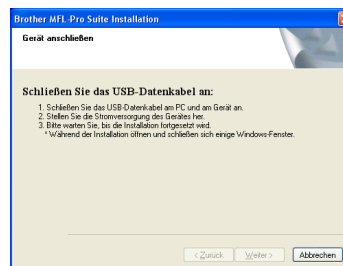 Brother MFL-Pro Suite Installation
Gerät anschließen
Schließen Sie das USB-Datenkabel an:
1. Schließen Sie das USB-Datenkabel am PC und am Gerät an.
2. Stellen Sie die Stromversorgung des Gerätes her.
3. Bitte warten Sie, bis die Installation fortgesetzt wird.
* Während der Installation öffnen und schließen sich einige Windows-Fenster.
< Zurück Weiter > Abbrechen